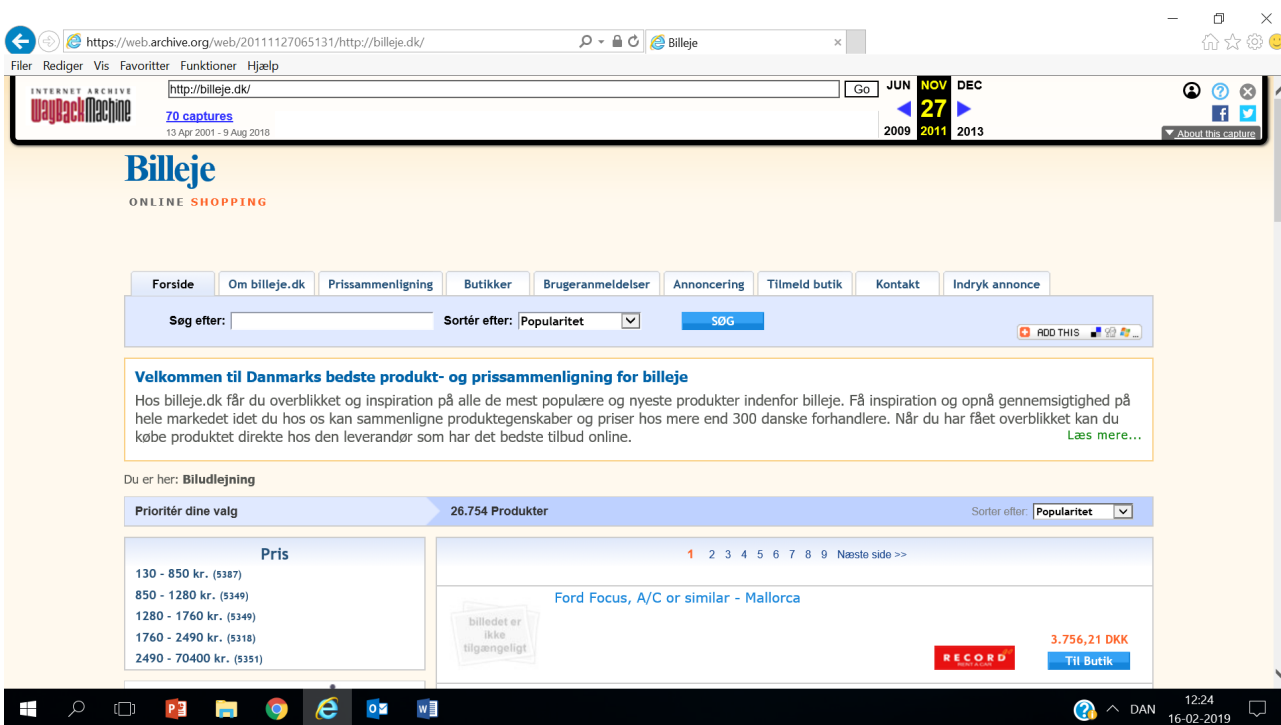 https://web.archive.org/web/20111127065131/http://billeje.dk/
Billeje
Filer Rediger Vis Favoritter Funktioner Hjælp
INTERNET ARCHIVE
WayBackMachine
http://billeje.dk/
Go
JUN NOV DEC
70 captures
27
13 Apr 2001 - 9 Aug 2018
2009 2011 2013
About this capture
Billeje
ONLINE SHOPPING
Forside Om billeje.dk Prissammenligning Butikker Brugeranmeldelser Annoncering Tilmeld butik Kontakt Indryk annonce
Søg efter: Sortér efter: Popularitet SØG
ADD THIS
Velkommen til Danmarks bedste produkt- og prissammenligning for billeje
Hos billeje.dk får du overblikket og inspiration på alle de mest populære og nyeste produkter indenfor billeje. Få inspiration og opnå gennemsigtighed på
hele markedet idet du hos os kan sammenligne produktegenskaber og priser hos mere end 300 danske forhandlere. Når du har fået overblikket kan du
købe produktet direkte hos den leverandør som har det bedste tilbud online.
Læs mere...
Du er her: Biludlejning
Prioritér dine valg
26.754 Produkter
Sorter efter: Popularitet
Pris
130 - 850 kr. (5387)
850 - 1280 kr. (5349)
1280 - 1760 kr. (5349)
1760 - 2490 kr. (5318)
2490 - 70400 kr. (5351)
1 2 3 4 5 6 7 8 9 Næste side >>
Ford Focus, A/C or similar - Mallorca
billedet er
ikke
tilgængeligt
RECORD
RENT A CAR
3.756,21 DKK
Til Butik
DAN
12:24
16-02-2019